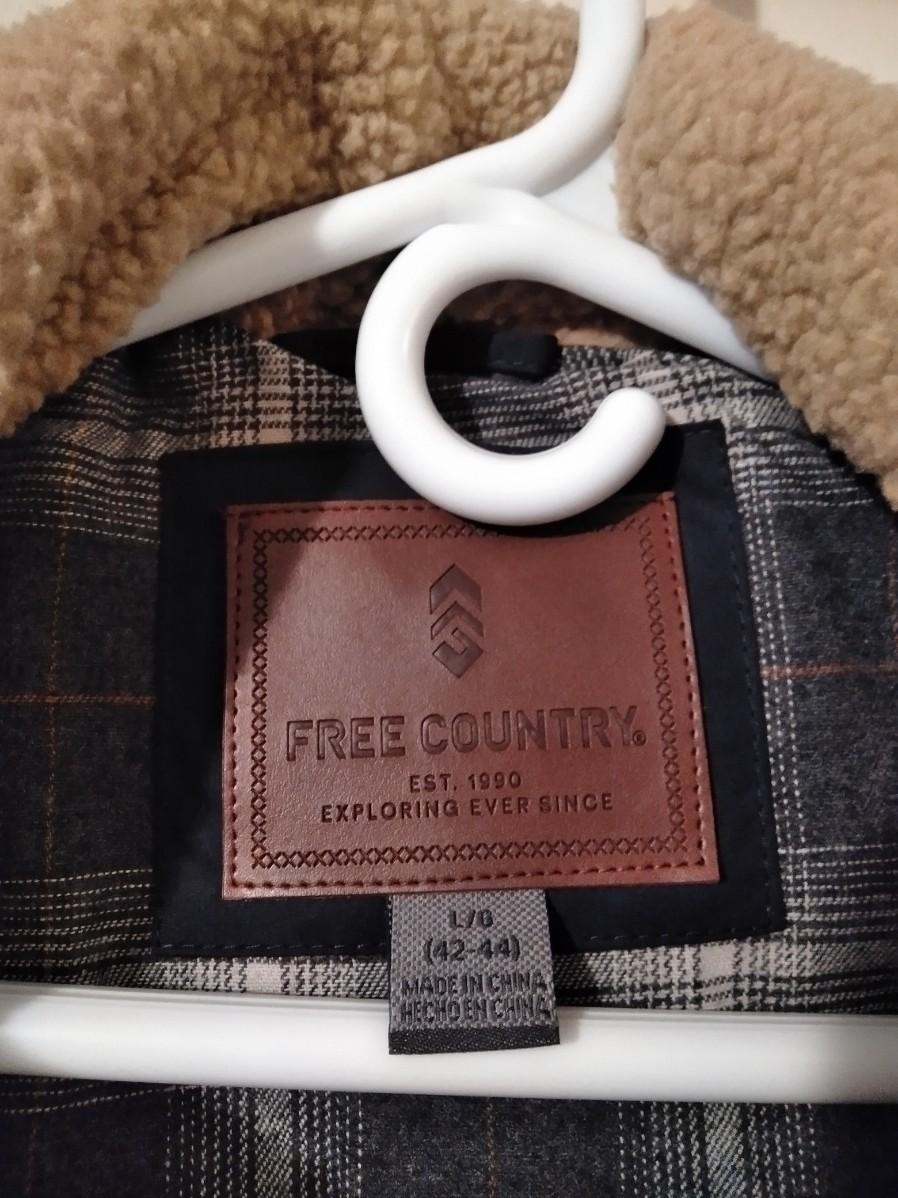 FREE COUNTRY®
EST. 1990
EXPLORING EVER SINCE
L/G
(42-44)
MADE IN CHINA
HECHO EN CHINA